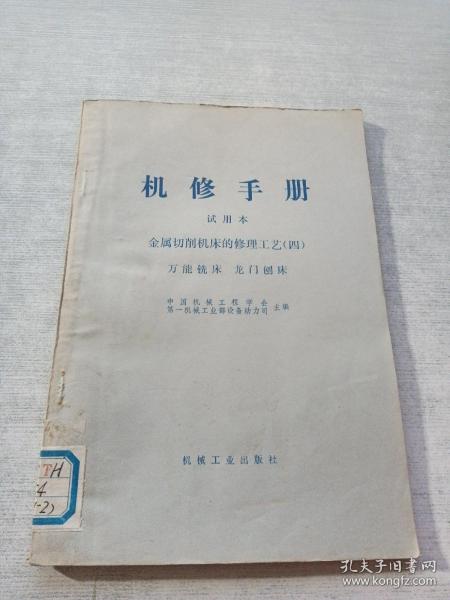 机修手册
试用本
金属切削机床的修理工艺(四)
万能铣床 龙门刨床
中国机械工程学会
第一机械工业部设备动力司 主编
机械工业出版社
TH
4
-2)
孔夫子旧书网
www.kongfz.com